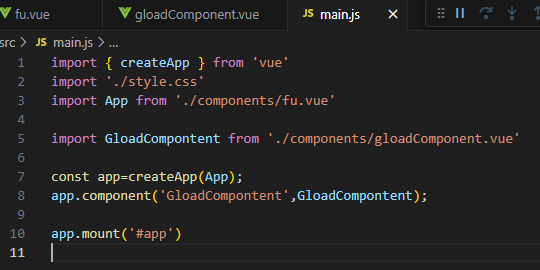 fu.vue
gloadComponent.vue
JS main.js
src > JS main.js > ...
1 import { createApp } from 'vue'
2 import './style.css'
3 import App from './components/fu.vue'
4
5 import GloadCompontent from './components/gloadComponent.vue'
6
7 const app=createApp(App);
8 app.component('GloadCompontent',GloadCompontent);
9
10 app.mount('#app')
11